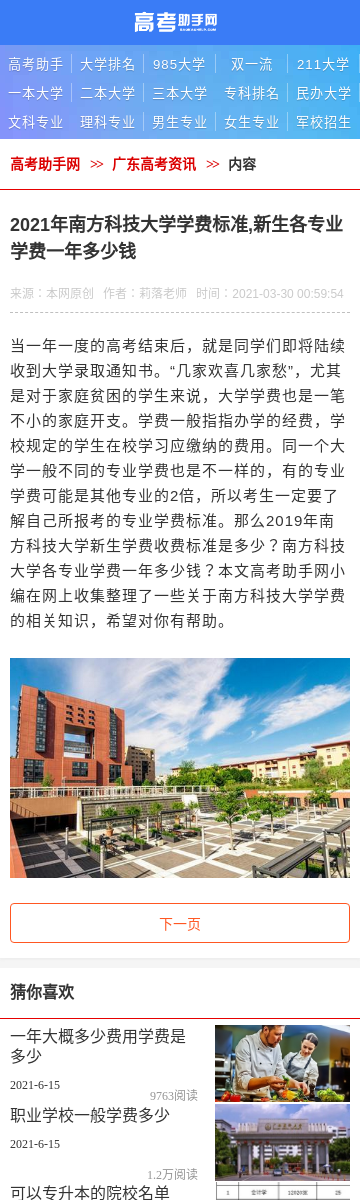 高考助手网
GAOKAOHELP.COM
高考助手 大学排名 985大学 双一流 211大学
一本大学 二本大学 三本大学 专科排名 民办大学
文科专业 理科专业 男生专业 女生专业 军校招生
高考助手网 >> 广东高考资讯 >> 内容
2021年南方科技大学学费标准,新生各专业
学费一年多少钱
来源：本网原创 作者：莉落老师 时间：2021-03-30 00:59:54
当一年一度的高考结束后，就是同学们即将陆续
收到大学录取通知书。“几家欢喜几家愁”，尤其
是对于家庭贫困的学生来说，大学学费也是一笔
不小的家庭开支。学费一般指指办学的经费，学
校规定的学生在校学习应缴纳的费用。同一个大
学一般不同的专业学费也是不一样的，有的专业
学费可能是其他专业的2倍，所以考生一定要了
解自己所报考的专业学费标准。那么2019年南
方科技大学新生学费收费标准是多少？南方科技
大学各专业学费一年多少钱？本文高考助手网小
编在网上收集整理了一些关于南方科技大学学费
的相关知识，希望对你有帮助。
下一页
猜你喜欢
一年大概多少费用学费是
多少
2021-6-15
9763阅读
职业学校一般学费多少
2021-6-15
1.2万阅读
可以专升本的院校名单
1 会计学 12020 25